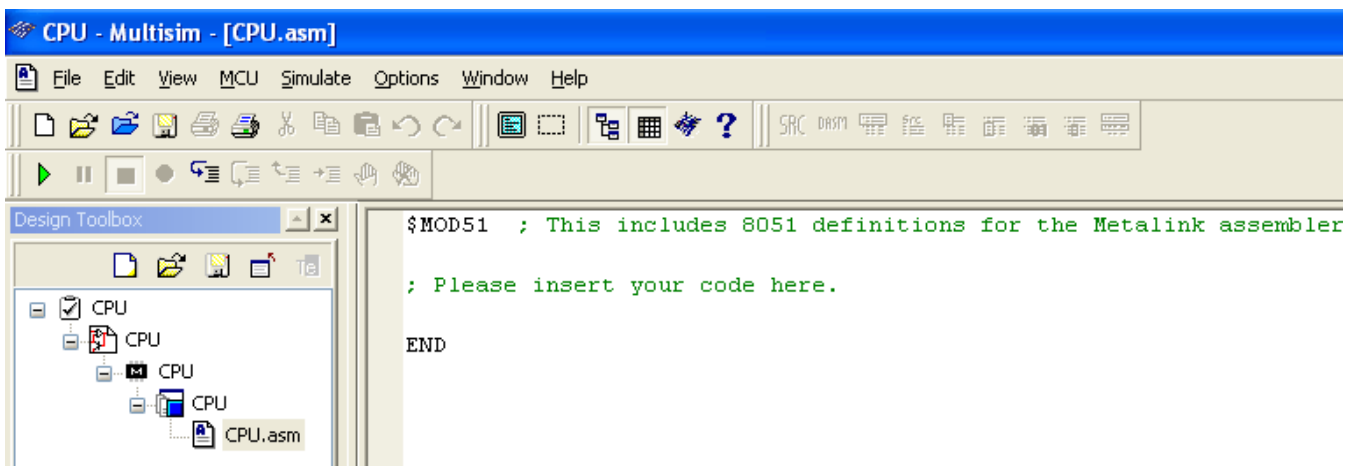 CPU - Multisim - [CPU.asm]
File Edit View MCU Simulate Options Window Help
SRC DASM
Design Toolbox
$MOD51 ; This includes 8051 definitions for the Metalink assembler
; Please insert your code here.
END
CPU
CPU
CPU
CPU
CPU.asm